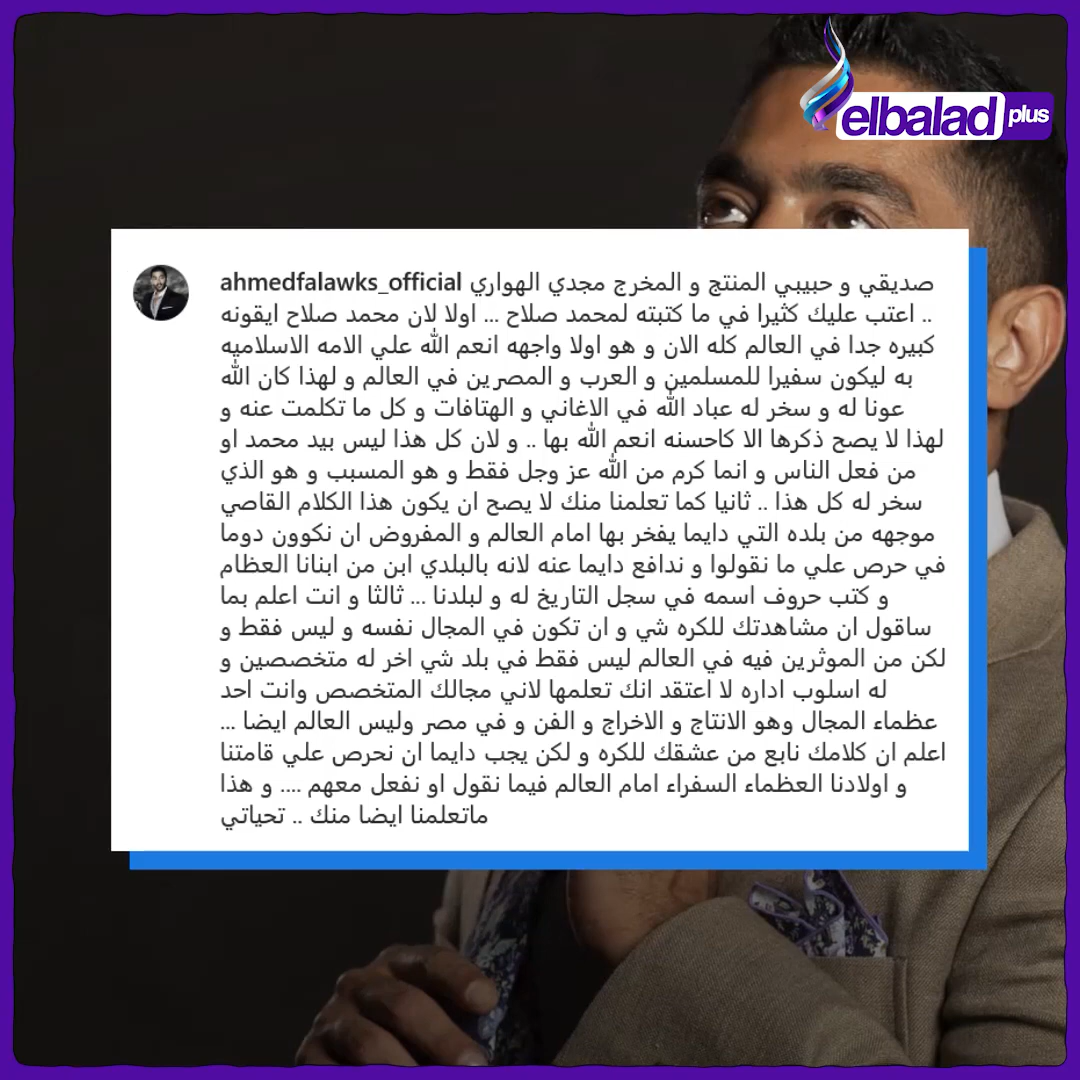 elbalad plus
ahmedfalawks_official صديقي و حبيبي المنتج و المخرج مجدي الهواري
.. اعتب عليك كثيرا في ما كتبته لمحمد صلاح ... اولا لان محمد صلاح ايقونه
كبيره جدا في العالم كله الان و هو اولا واجهه انعم الله علي الامه الاسلاميه
به ليكون سفيرا للمسلمين و العرب و المصرين في العالم و لهذا كان الله
عونا له و سخر له عباد الله في الاغاني و الهتافات و كل ما تكلمت عنه و
لهذا لا يصح ذكرها الا كاحسنه انعم الله بها .. و لان كل هذا ليس بيد محمد او
من فعل الناس و انما كرم من الله عز وجل فقط و هو المسبب و هو الذي
سخر له كل هذا .. ثانيا كما تعلمنا منك لا يصح ان يكون هذا الكلام القاصي
موجهه من بلده التي دايما يفخر بها امام العالم و المفروض ان نكوون دوما
في حرص علي ما نقولوا و ندافع دايما عنه لانه بالبلدي ابن من ابنانا العظام
و كتب حروف اسمه في سجل التاريخ له و لبلدنا ... ثالثا و انت اعلم بما
ساقول ان مشاهدتك للكره شي و ان تكون في المجال نفسه و ليس فقط و
لكن من الموثرين فيه في العالم ليس فقط في بلد شي اخر له متخصصين و
له اسلوب اداره لا اعتقد انك تعلمها لاني مجالك المتخصص وانت احد
عظماء المجال وهو الانتاج و الاخراج و الفن و في مصر وليس العالم ايضا ...
اعلم ان كلامك نابع من عشقك للكره و لكن يجب دايما ان نحرص علي قامتنا
و اولادنا العظماء السفراء امام العالم فيما نقول او نفعل معهم .... و هذا
ماتعلمنا ايضا منك .. تحياتي